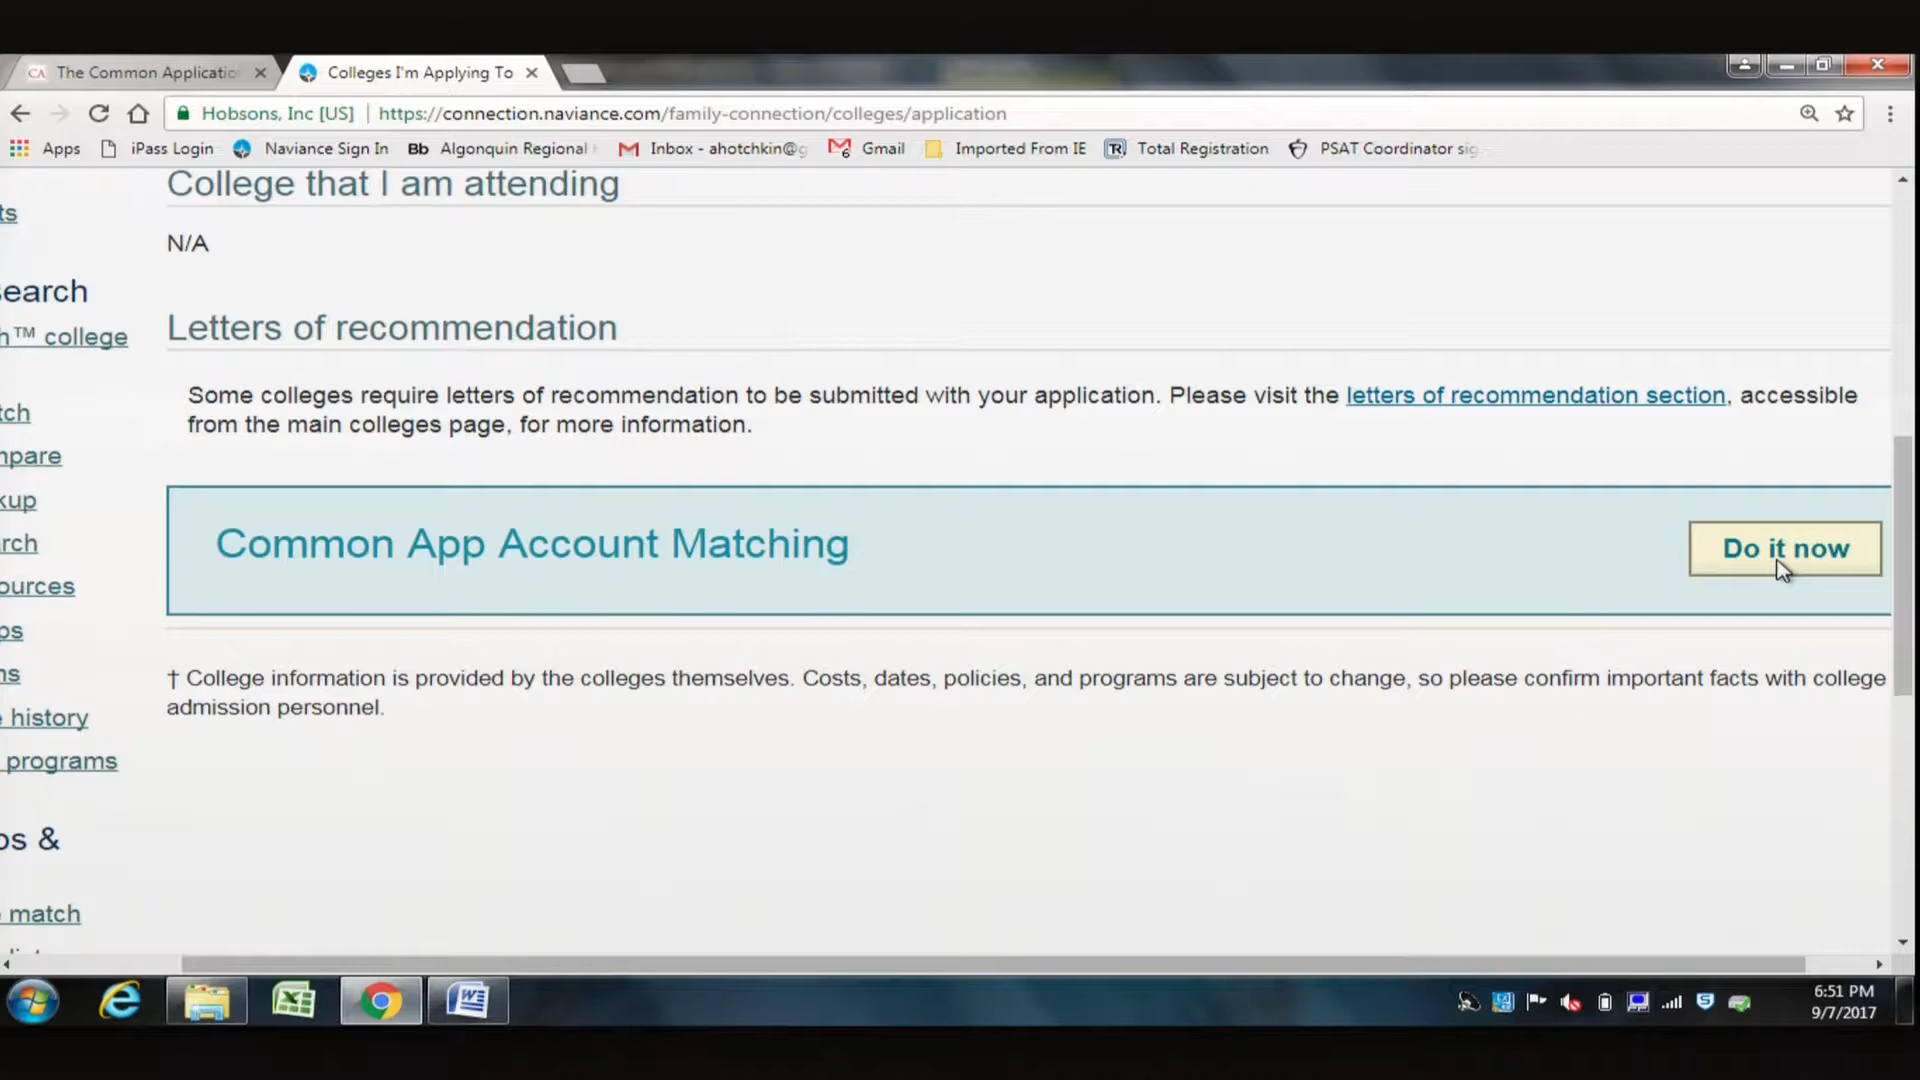 CA The Common Applicatio
Colleges I'm Applying To
Hobsons, Inc [US] | https://connection.naviance.com/family-connection/colleges/application
Apps iPass Login Naviance Sign In Bb Algonquin Regional Inbox - ahotchkin@g Gmail Imported From IE R Total Registration PSAT Coordinator sig
ts
search
h™ college
tch
mpare
kup
rch
ources
ps
ns
history
programs
os &
match
College that I am attending
N/A
Letters of recommendation
Some colleges require letters of recommendation to be submitted with your application. Please visit the letters of recommendation section, accessible
from the main colleges page, for more information.
Common App Account Matching
Do it now
† College information is provided by the colleges themselves. Costs, dates, policies, and programs are subject to change, so please confirm important facts with college
admission personnel.
6:51 PM
9/7/2017